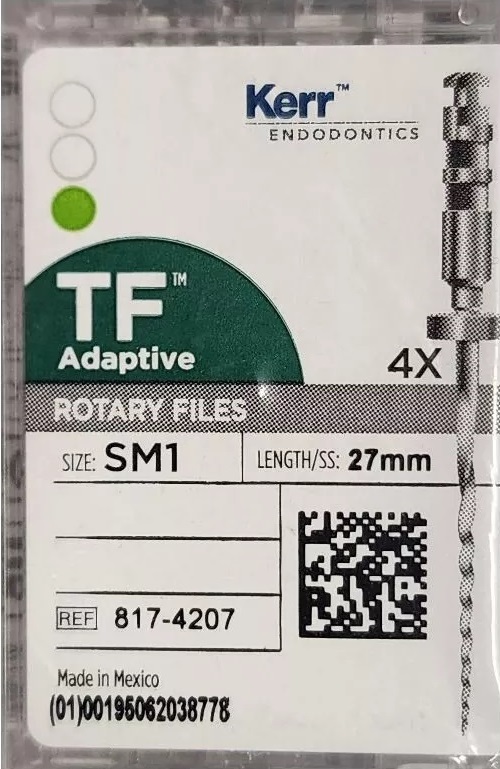 Kerr™
ENDODONTICS
TF™
Adaptive
4X
ROTARY FILES
SIZE: SM1
LENGTH/SS: 27mm
REF 817-4207
Made in Mexico
(01)00195062038778